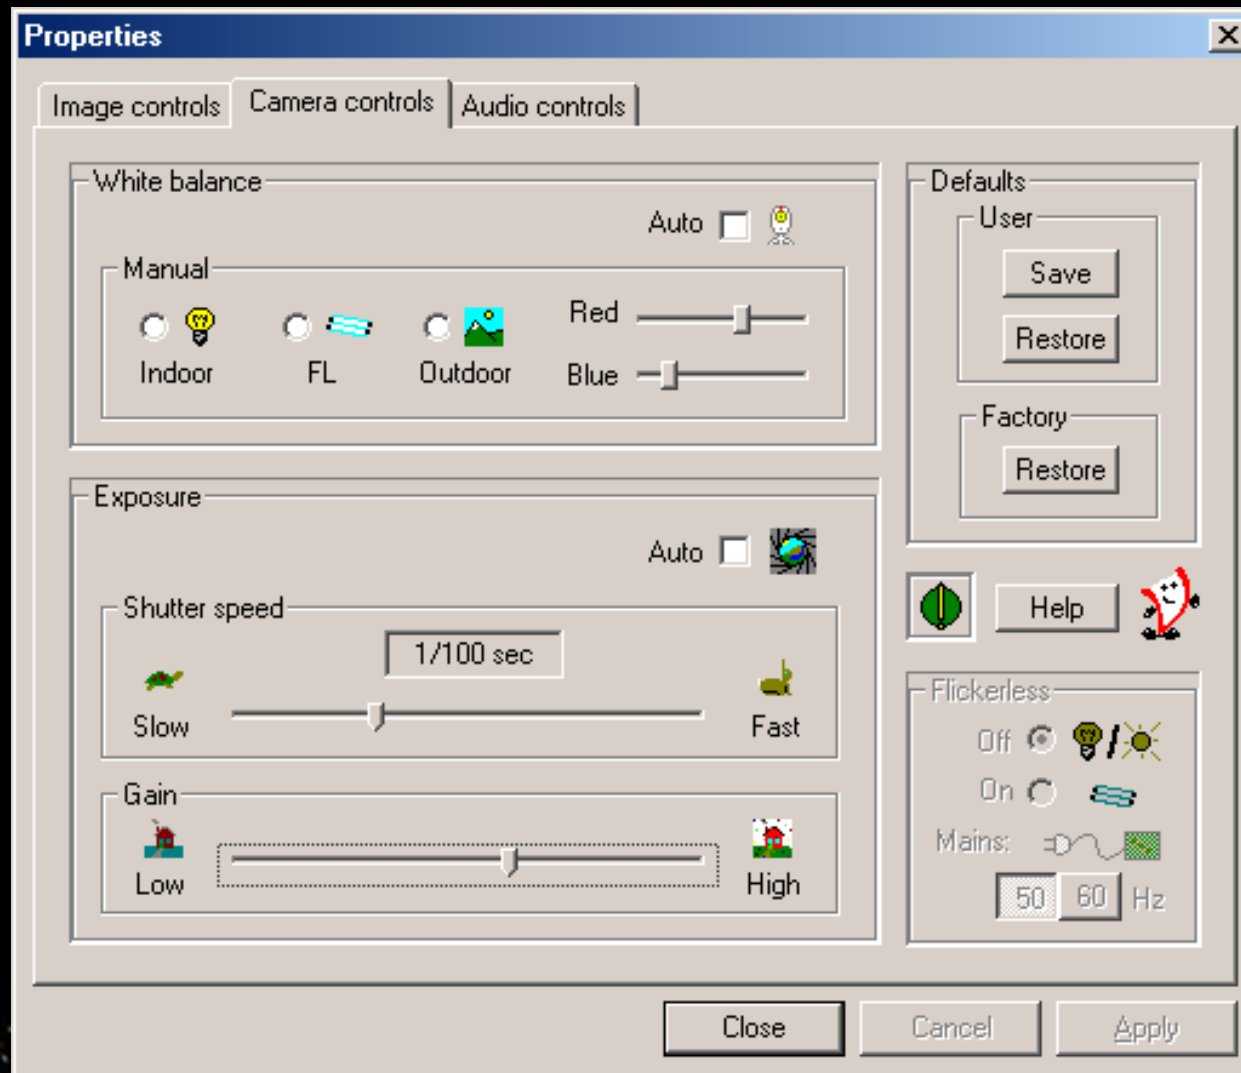 Properties
Image controls Camera controls Audio controls
White balance
Auto
Manual
Indoor FL Outdoor
Red
Blue
Exposure
Auto
Shutter speed
1/100 sec
Slow Fast
Gain
Low High
Defaults
User
Save
Restore
Factory
Restore
Help
Flickerless
Off
On
Mains:
50 60 Hz
Close Cancel Apply